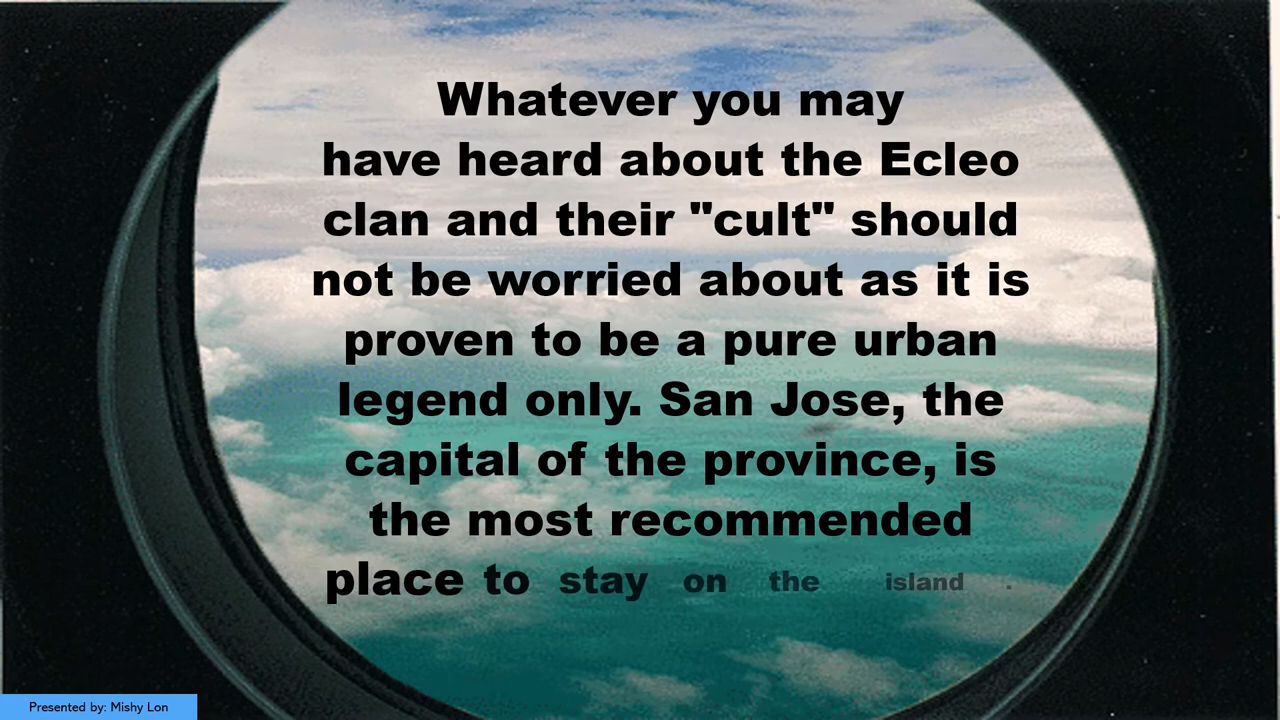 Whatever you may
have heard about the Ecleo
clan and their "cult" should
not be worried about as it is
proven to be a pure urban
legend only. San Jose, the
capital of the province, is
the most recommended
place to stay on the island .
Presented by: Mishy Lon